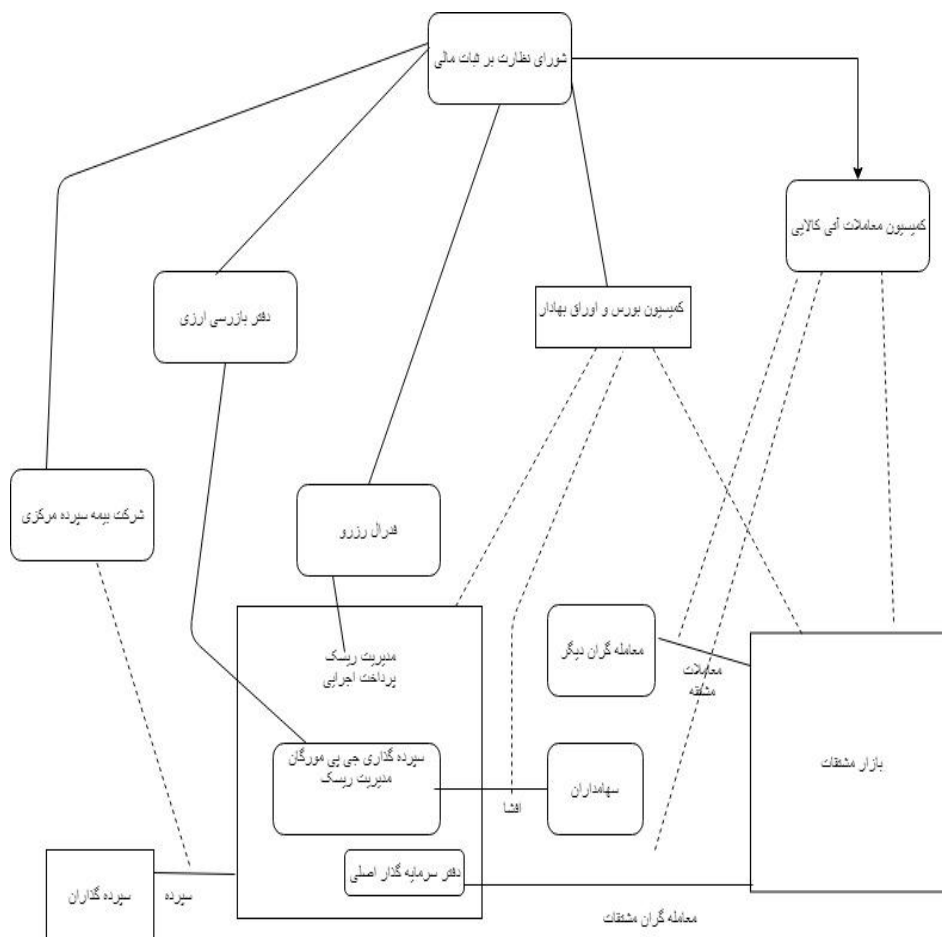 شورای نظارت بر ثبات مالی
کمیسیون معاملات آتی کالایی
دفتر بازرسی ارزی
کمیسیون بورس و اوراق بهادار
شرکت بیمه سپرده مرکزی
فدرال رزرو
معامله گران دیگر
مدیریت ریسک
پرداخت اجرایی
معاملات
مشتقه
سپرده گذاری جی پی مورگان
مدیریت ریسک
بازار مشتقات
سهامداران
افشا
دفتر سرمایه گذار اصلی
سپرده
سپرده گذاران
معامله گران مشتقات